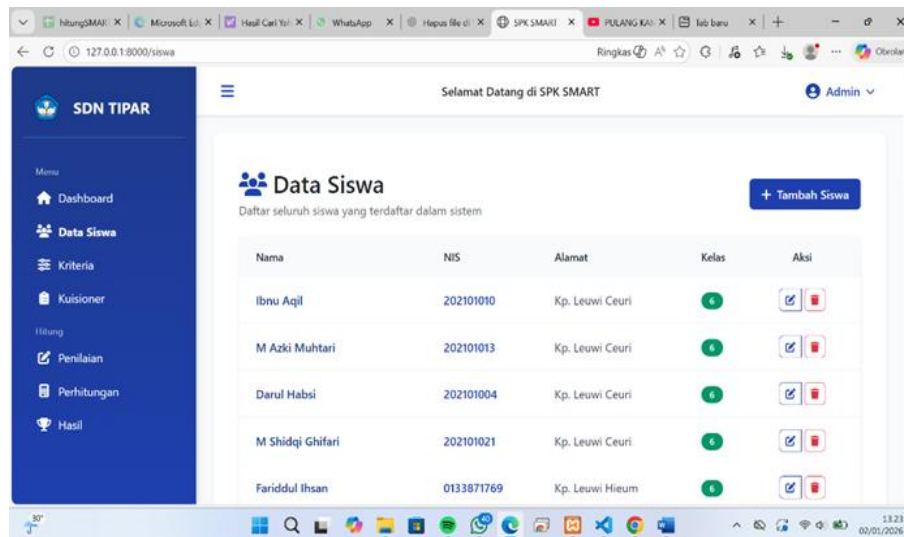 hitungSMAR
Microsoft Ed
Hasil Cari Yah
WhatsApp
Hapus file di
SPK SMART
PULANG KA
Tab baru
127.0.0.1:8000/siswa
Ringkas
Obrolan
SDN TIPAR
Selamat Datang di SPK SMART
Admin
Menu
Dashboard
Data Siswa
Kriteria
Kuisioner
Hitung
Penilaian
Perhitungan
Hasil
Data Siswa
+ Tambah Siswa
Daftar seluruh siswa yang terdaftar dalam sistem
Nama NIS Alamat Kelas Aksi
Ibnu Aqil 202101010 Kp. Leuwi Ceuri 6
M Azki Muhtari 202101013 Kp. Leuwi Ceuri 6
Darul Habsi 202101004 Kp. Leuwi Ceuri 6
M Shidqi Ghifari 202101021 Kp. Leuwi Ceuri 6
Fariddul Ihsan 0133871769 Kp. Leuwi Hieum 6
30°
13.23
02/01/2026